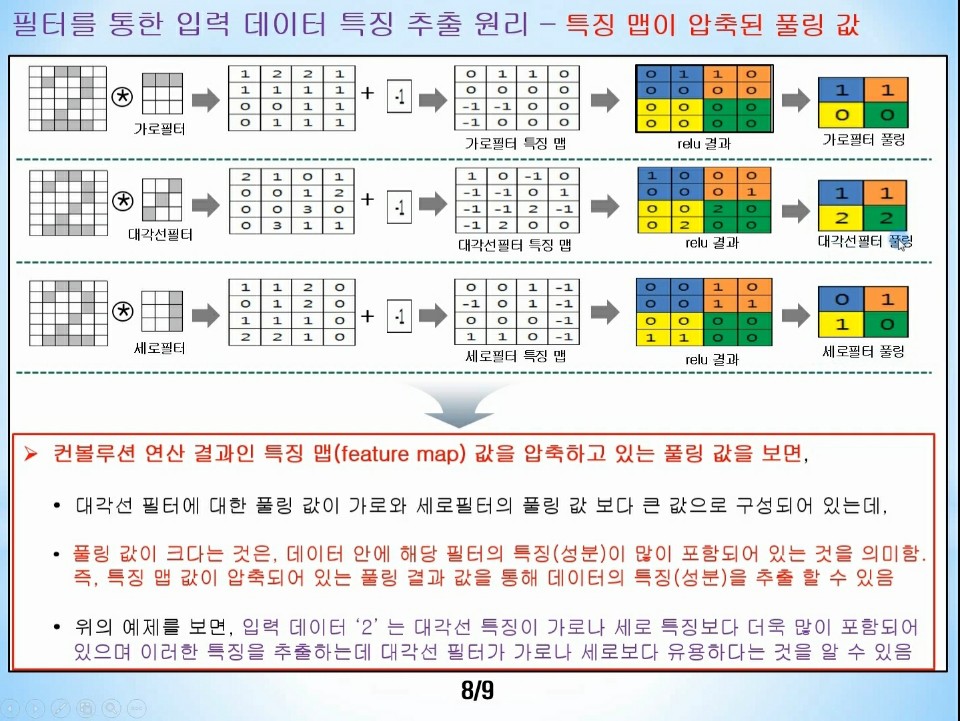 필터를 통한 입력 데이터 특징 추출 원리 – 특징 맵이 압축된 풀링 값
1 2 2 1
1 1 1 1
0 0 1 1
0 1 1 1
+ -1
0 1 1 0
0 0 0 0
-1 -1 0 0
-1 0 0 0
0 1 1 0
0 0 0 0
0 0 0 0
0 0 0 0
1 1
0 0
가로필터
가로필터 특징 맵
relu 결과
가로필터 풀링
2 1 0 1
0 0 1 2
0 0 3 0
0 3 1 1
+ -1
1 0 -1 0
-1 -1 0 1
-1 -1 2 -1
-1 2 0 0
1 0 0 0
0 0 0 1
0 0 2 0
0 2 0 0
1 1
2 2
대각선필터
대각선필터 특징 맵
relu 결과
대각선필터 풀링
1 1 2 0
0 1 2 0
1 1 1 0
2 2 1 0
+ -1
0 0 1 -1
-1 0 1 -1
0 0 0 -1
1 1 0 -1
0 0 1 0
0 0 1 1
0 0 0 0
1 1 0 0
0 1
1 0
세로필터
세로필터 특징 맵
relu 결과
세로필터 풀링
➢ 컨볼루션 연산 결과인 특징 맵(feature map) 값을 압축하고 있는 풀링 값을 보면,
• 대각선 필터에 대한 풀링 값이 가로와 세로필터의 풀링 값 보다 큰 값으로 구성되어 있는데,
• 풀링 값이 크다는 것은, 데이터 안에 해당 필터의 특징(성분)이 많이 포함되어 있는 것을 의미함.
즉, 특징 맵 값이 압축되어 있는 풀링 결과 값을 통해 데이터의 특징(성분)을 추출 할 수 있음
• 위의 예제를 보면, 입력 데이터 ‘2’ 는 대각선 특징이 가로나 세로 특징보다 더욱 많이 포함되어
있으며 이러한 특징을 추출하는데 대각선 필터가 가로나 세로보다 유용하다는 것을 알 수 있음
8/9